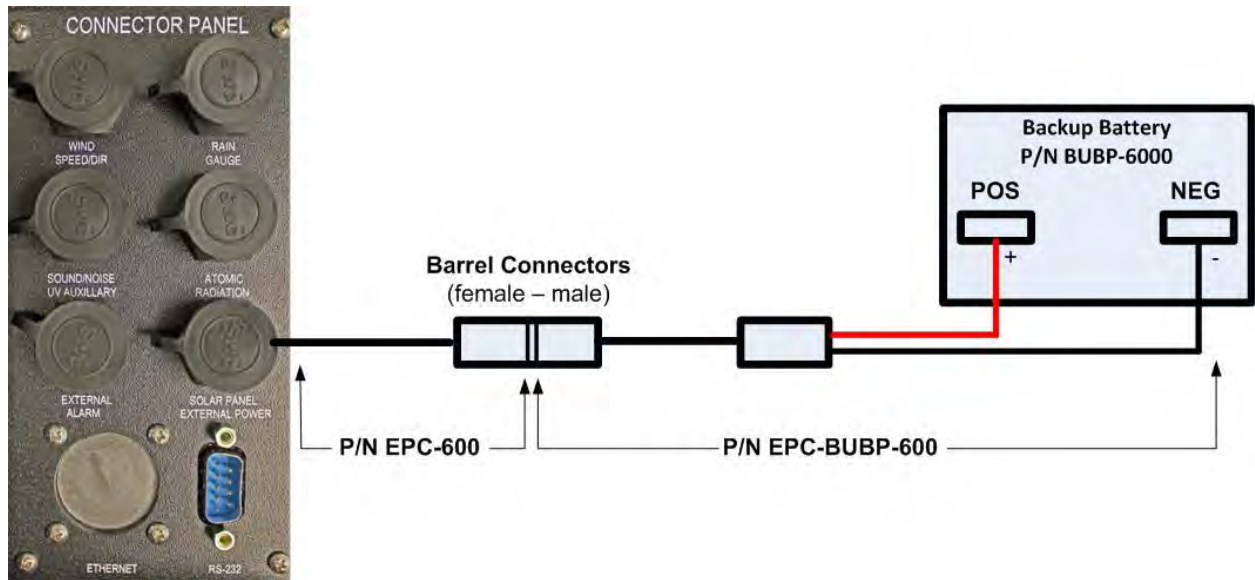 CONNECTOR PANEL
WIND
SPEED/DIR
RAIN
GAUGE
SOUND/NOISE
UV AUXILLARY
ATOMIC
RADIATION
EXTERNAL
ALARM
SOLAR PANEL
EXTERNAL POWER
ETHERNET
RS-232
Barrel Connectors
(female – male)
Backup Battery
P/N BUBP-6000
POS
NEG
+
-
P/N EPC-600
P/N EPC-BUBP-600